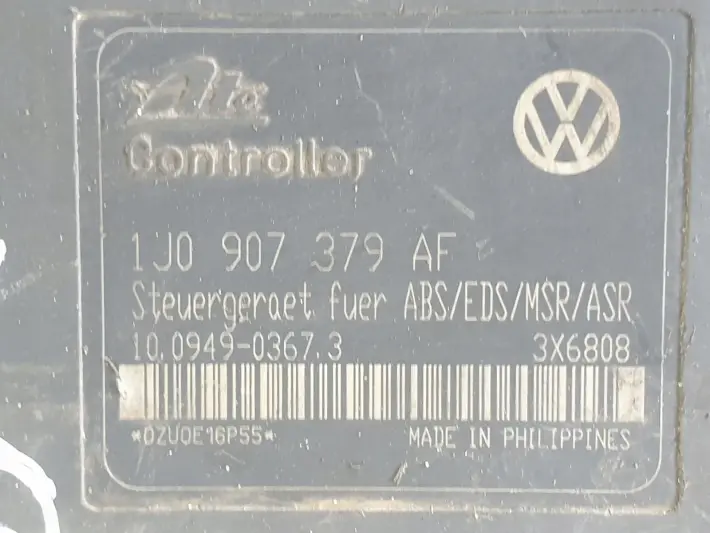 Ate
Controller
1J0 907 379 AF
Steuergeraet fuer ABS/EDS/MSR/ASR
10.0949-0367.3 3X6808
*0ZU0E16P55*
MADE IN PHILIPPINES